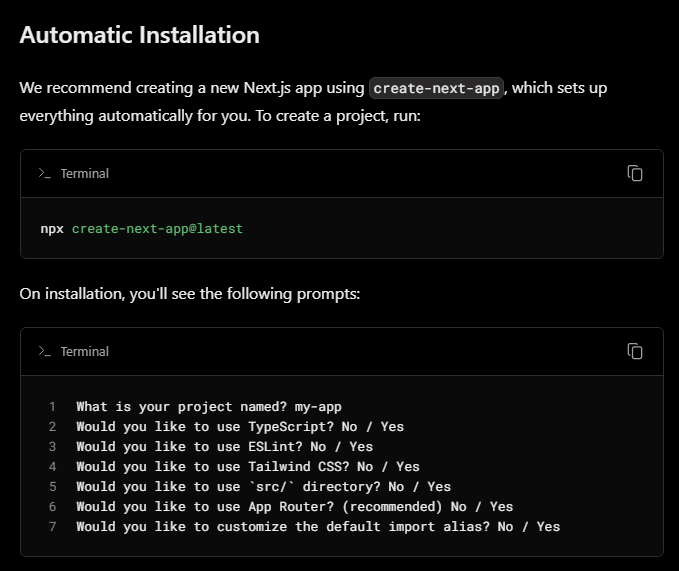 Automatic Installation
We recommend creating a new Next.js app using create-next-app, which sets up
everything automatically for you. To create a project, run:
>_ Terminal
npx create-next-app@latest
On installation, you'll see the following prompts:
>_ Terminal
1 What is your project named? my-app
2 Would you like to use TypeScript? No / Yes
3 Would you like to use ESLint? No / Yes
4 Would you like to use Tailwind CSS? No / Yes
5 Would you like to use `src/` directory? No / Yes
6 Would you like to use App Router? (recommended) No / Yes
7 Would you like to customize the default import alias? No / Yes